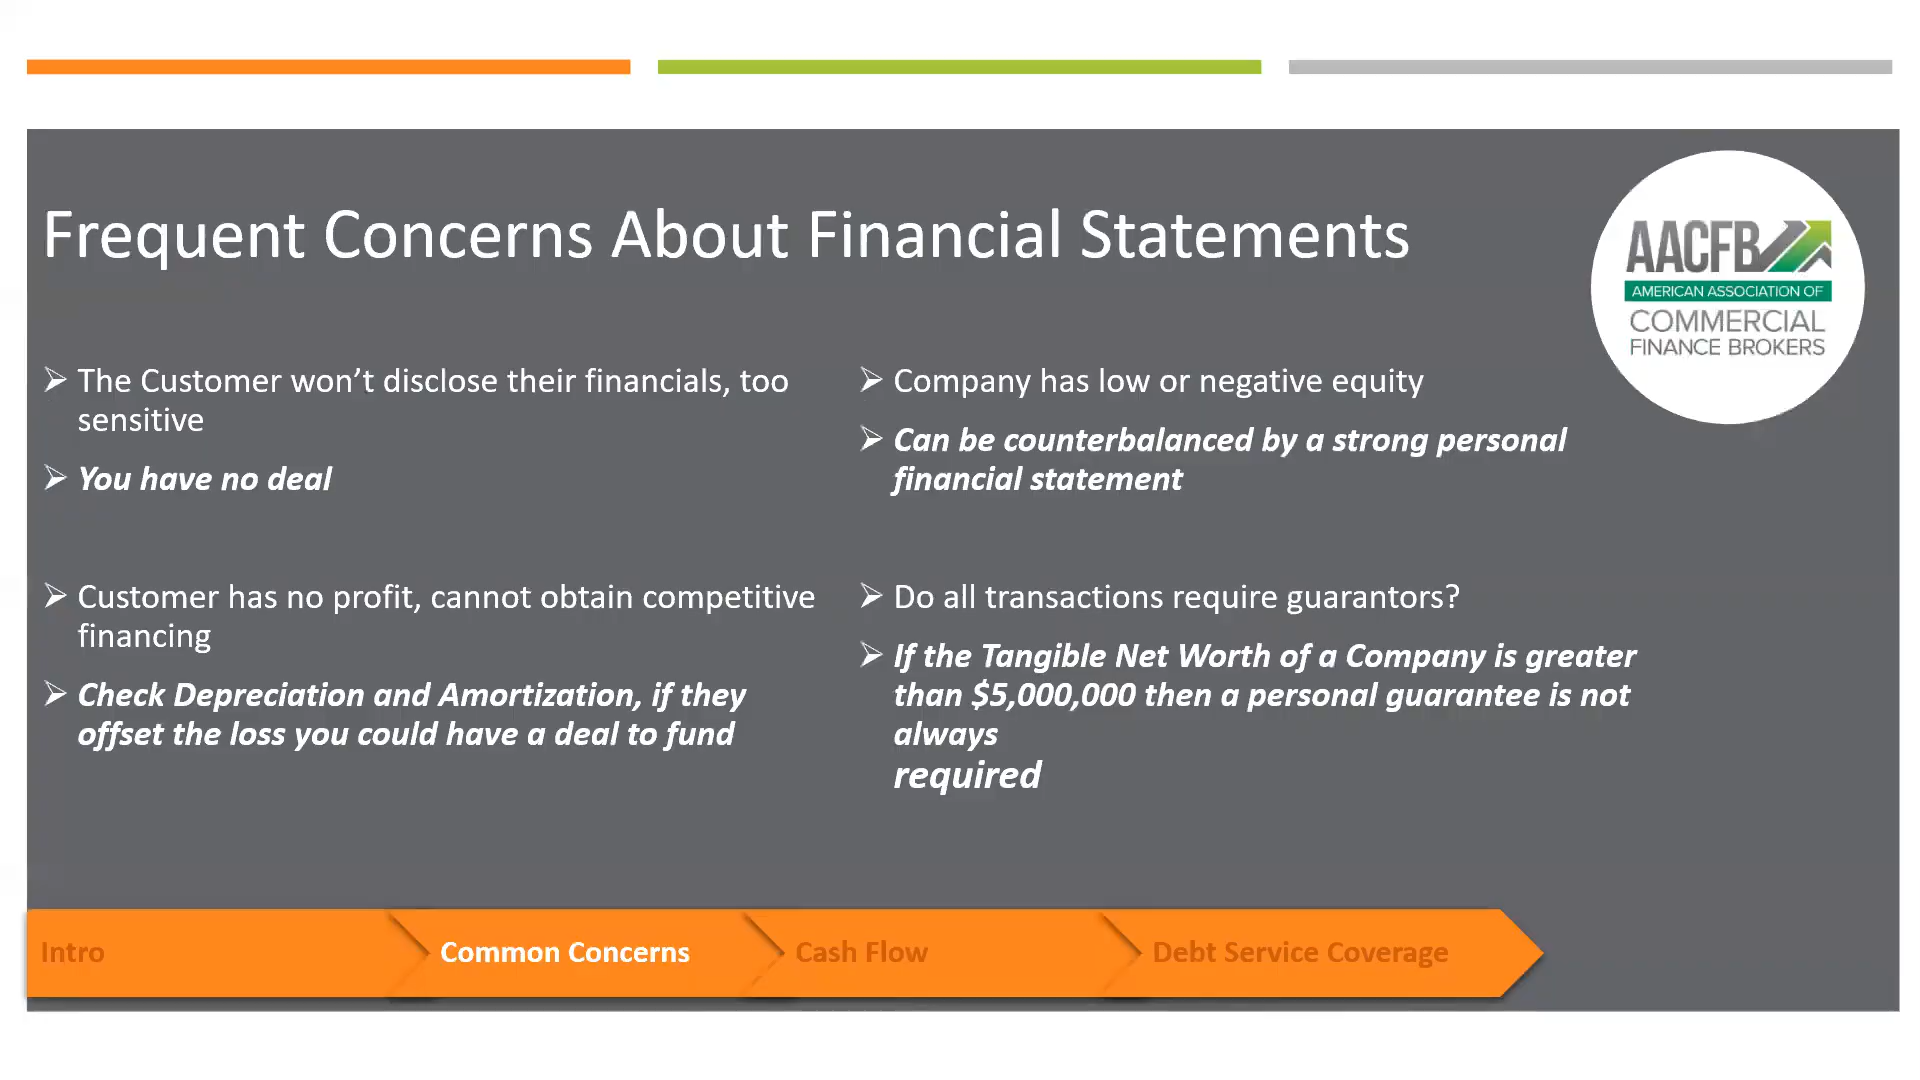 Frequent Concerns About Financial Statements
AACFB
AMERICAN ASSOCIATION OF
COMMERCIAL
FINANCE BROKERS
➢ The Customer won’t disclose their financials, too
sensitive
➢ You have no deal
➢ Customer has no profit, cannot obtain competitive
financing
➢ Check Depreciation and Amortization, if they
offset the loss you could have a deal to fund
➢ Company has low or negative equity
➢ Can be counterbalanced by a strong personal
financial statement
➢ Do all transactions require guarantors?
➢ If the Tangible Net Worth of a Company is greater
than $5,000,000 then a personal guarantee is not
always
required
Intro
Common Concerns
Cash Flow
Debt Service Coverage